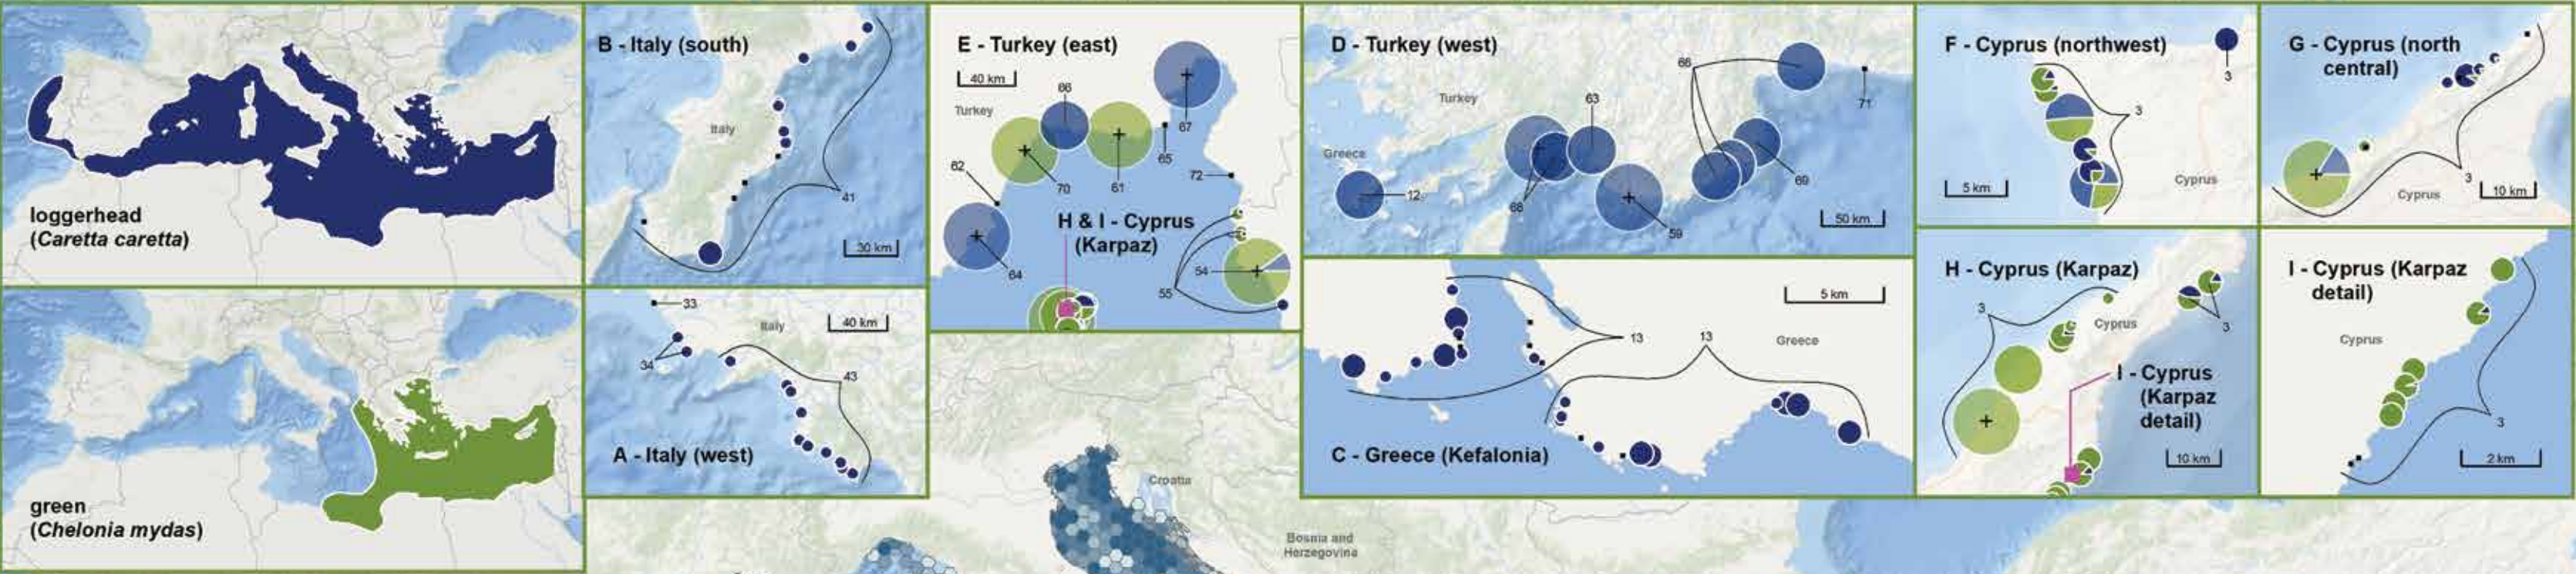 loggerhead
(Caretta caretta)
green
(Chelonia mydas)
B - Italy (south)
Italy
41
30 km
33
Italy
40 km
34
43
A - Italy (west)
E - Turkey (east)
40 km
Turkey
66
67
62
65
70
61
72
H & I - Cyprus
(Karpaz)
64
54
55
Croatia
Bosnia and
Herzegovina
D - Turkey (west)
66
Turkey
63
71
Greece
12
68
69
59
50 km
5 km
13
13
Greece
C - Greece (Kefalonia)
F - Cyprus (northwest)
3
3
5 km
Cyprus
G - Cyprus (north
central)
3
Cyprus
10 km
H - Cyprus (Karpaz)
3
Cyprus
3
I - Cyprus
(Karpaz
detail)
10 km
I - Cyprus (Karpaz
detail)
Cyprus
3
2 km